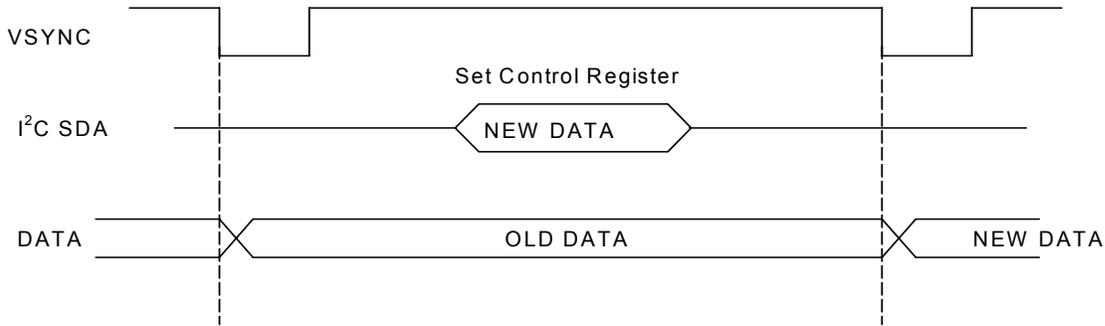 VSYNC
Set Control Register
I²C SDA
NEW DATA
DATA
OLD DATA
NEW DATA